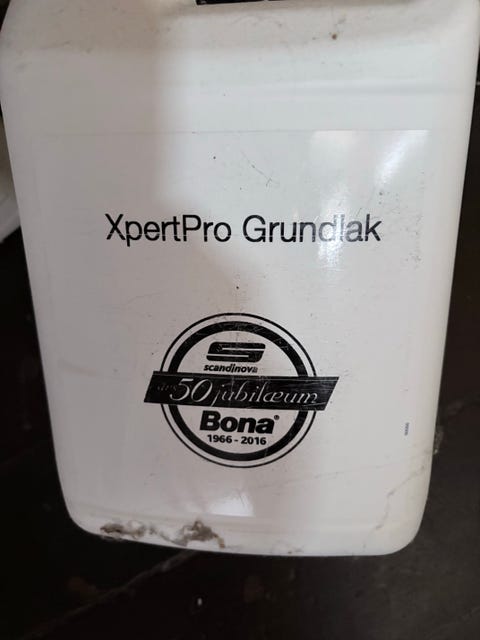 XpertPro Grundlak
scandinova
års 50 jubilæum
Bona®
1966 - 2016